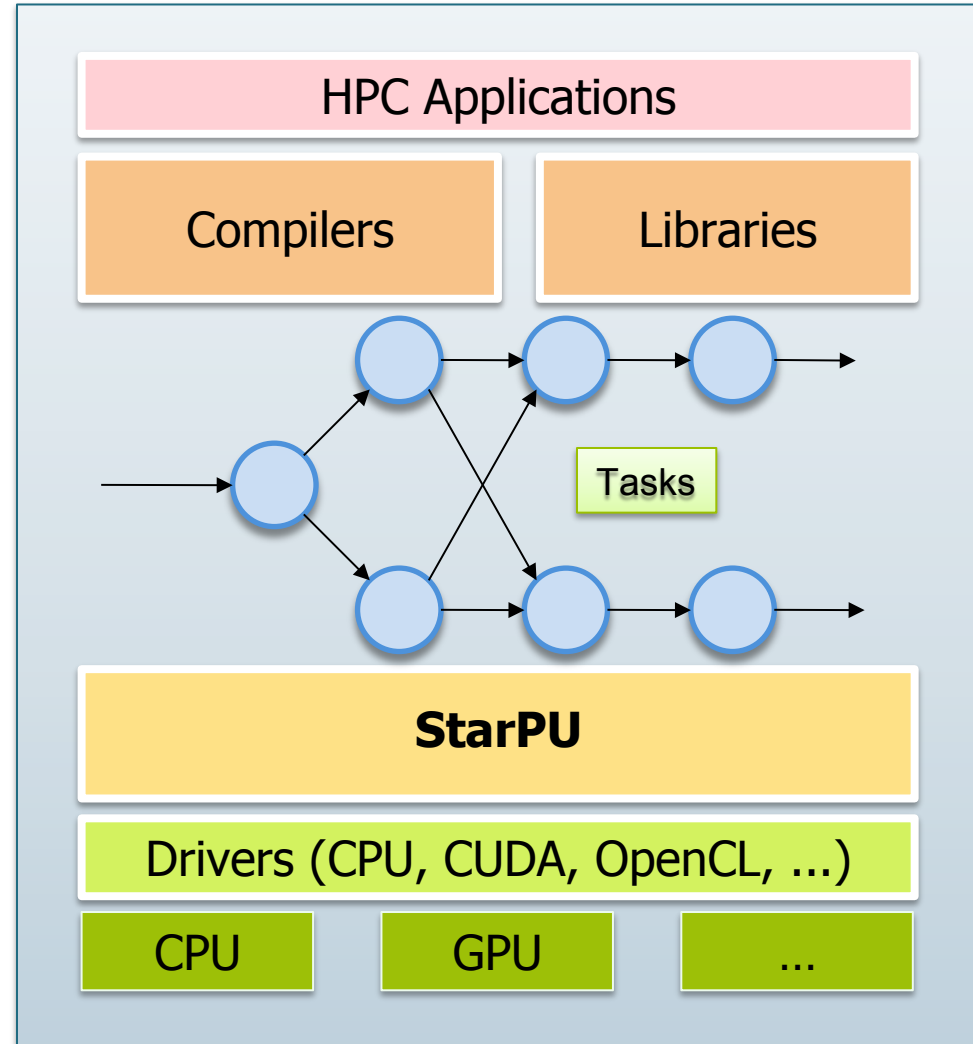 HPC Applications
Compilers
Libraries
Tasks
StarPU
Drivers (CPU, CUDA, OpenCL, ...)
CPU
GPU
...